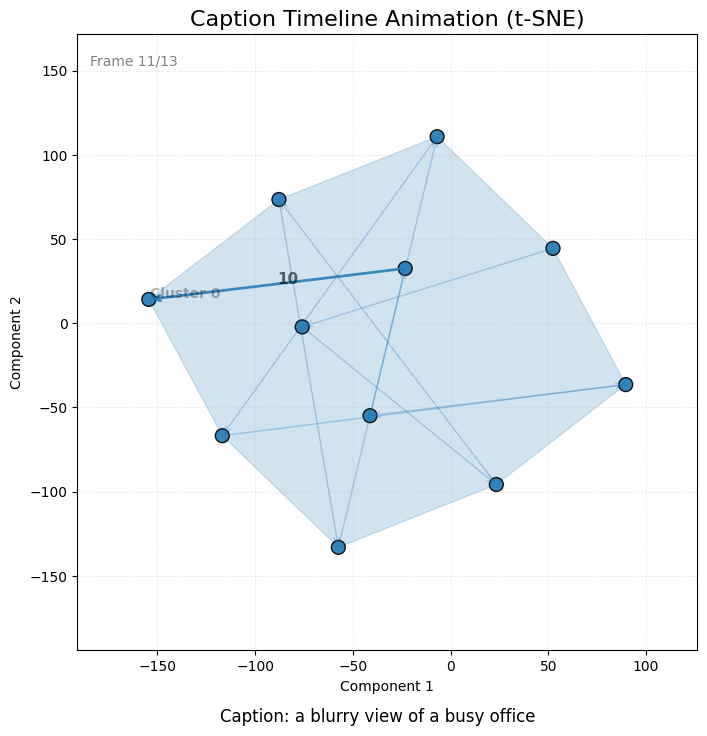 Caption Timeline Animation (t-SNE)
Frame 11/13
150
100
50
0
−50
−100
−150
Component 2
Cluster 0
10
−150
−100
−50
0
50
100
Component 1
Caption: a blurry view of a busy office